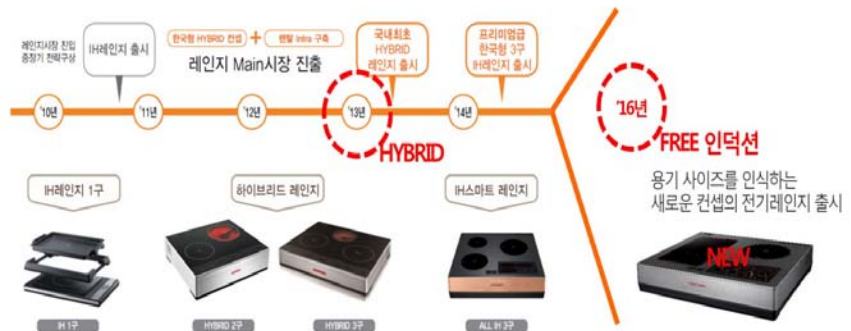 레인지시장 진입
중장기 전략구상
IH레인지 출시
한국형 HYBRID 컨셉 + 렌탈 Infra 구축
레인지 Main시장 진출
국내최초
HYBRID
레인지 출시
프리미엄급
한국형 3구
IH레인지 출시
'10년
'11년
'12년
'13년
'14년
'16년
HYBRID
FREE 인덕션
용기 사이즈를 인식하는
새로운 컨셉의 전기레인지 출시
IH레인지 1구
하이브리드 레인지
IH스마트 레인지
NEW
IH 1구
HYBRID 2구
HYBRID 3구
ALL IH 3구